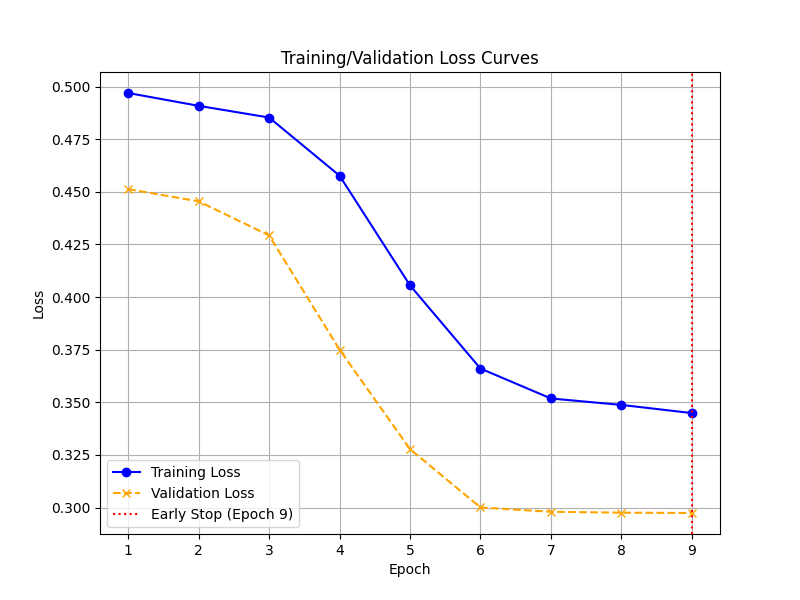 Training/Validation Loss Curves
Loss
0.500
0.475
0.450
0.425
0.400
0.375
0.350
0.325
0.300
Training Loss
Validation Loss
Early Stop (Epoch 9)
1 2 3 4 5 6 7 8 9
Epoch